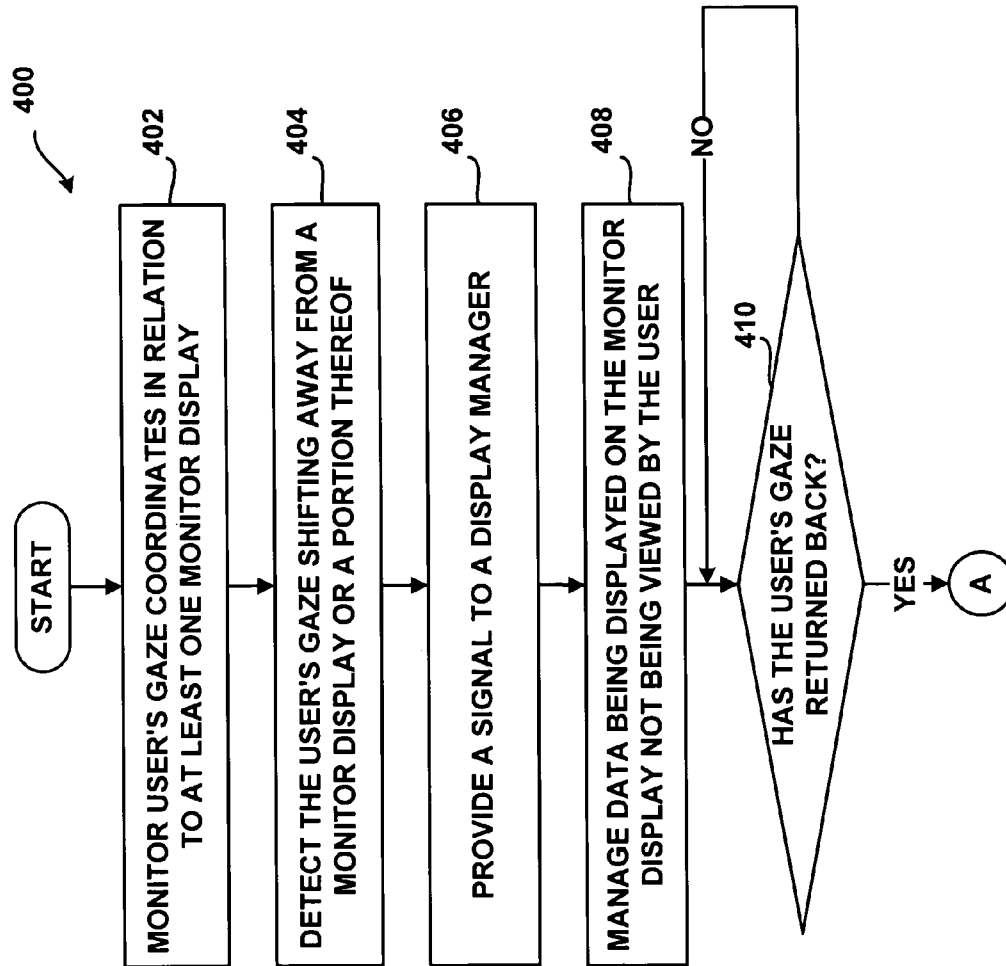 400
START
402
MONITOR USER'S GAZE COORDINATES IN RELATION
TO AT LEAST ONE MONITOR DISPLAY
404
DETECT THE USER'S GAZE SHIFTING AWAY FROM A
MONITOR DISPLAY OR A PORTION THEREOF
406
PROVIDE A SIGNAL TO A DISPLAY MANAGER
408
MANAGE DATA BEING DISPLAYED ON THE MONITOR
DISPLAY NOT BEING VIEWED BY THE USER
NO
410
HAS THE USER'S GAZE
RETURNED BACK?
YES
A